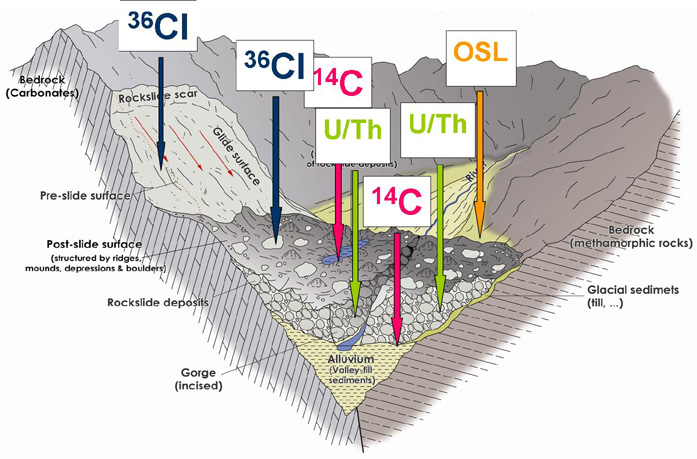 36Cl
36Cl
14C
OSL
U/Th
U/Th
14C
Bedrock
(Carbonates)
Rockslide scar
Glide surface
of rockslide deposits)
River
Pre-slide surface
Post-slide surface
(structured by ridges,
mounds, depressions & boulders)
Bedrock
(methamorphic rocks)
Rockslide deposits
Glacial sedimets
(till, ...)
Alluvium
(Valley-fill
sediments)
Gorge
(incised)